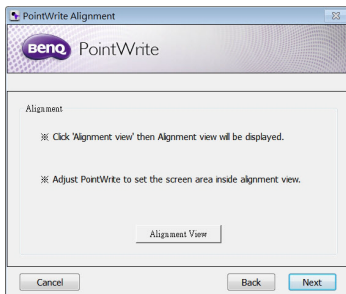 PointWrite Alignment
BenQ PointWrite
Alignment
※ Click 'Alignment view' then Alignment view will be displayed.
※ Adjust PointWrite to set the screen area inside alignment view.
Alignment View
Cancel Back Next